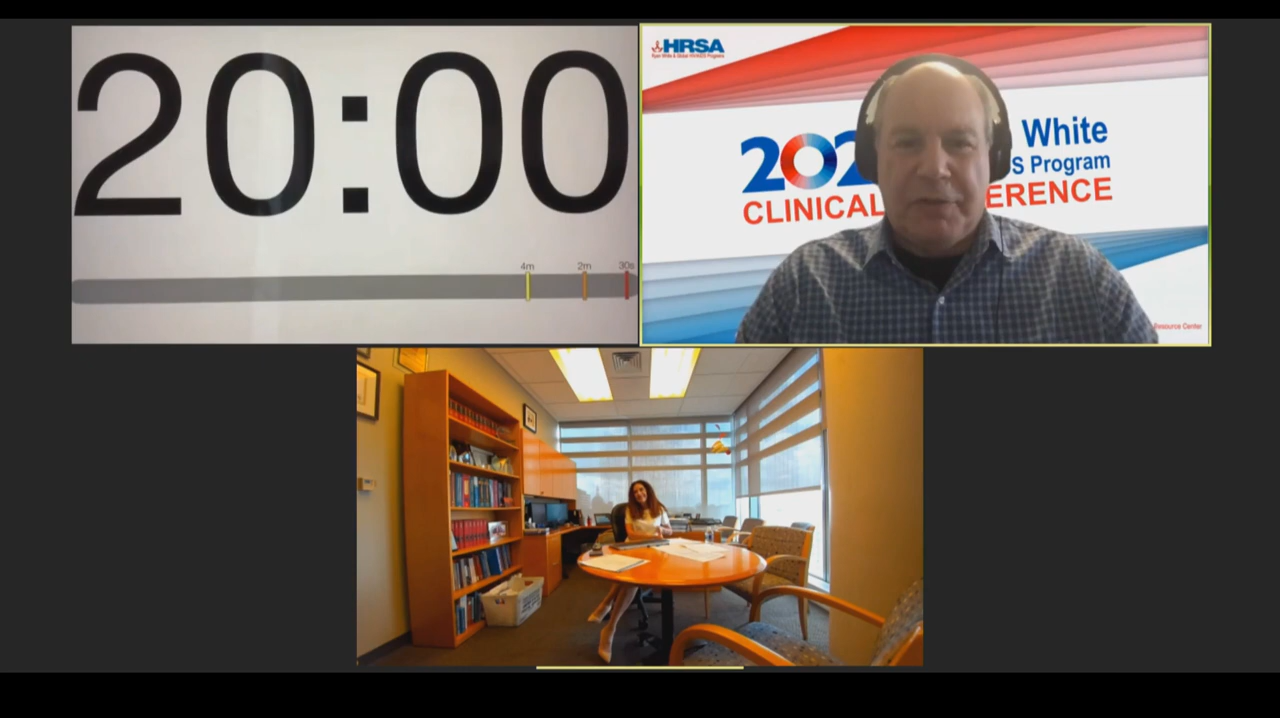 20:00
4m
2m
30s
HRSA
Ryan White & Global HIV/AIDS Programs
202
White
S Program
CLINICAL ERENCE
Resource Center